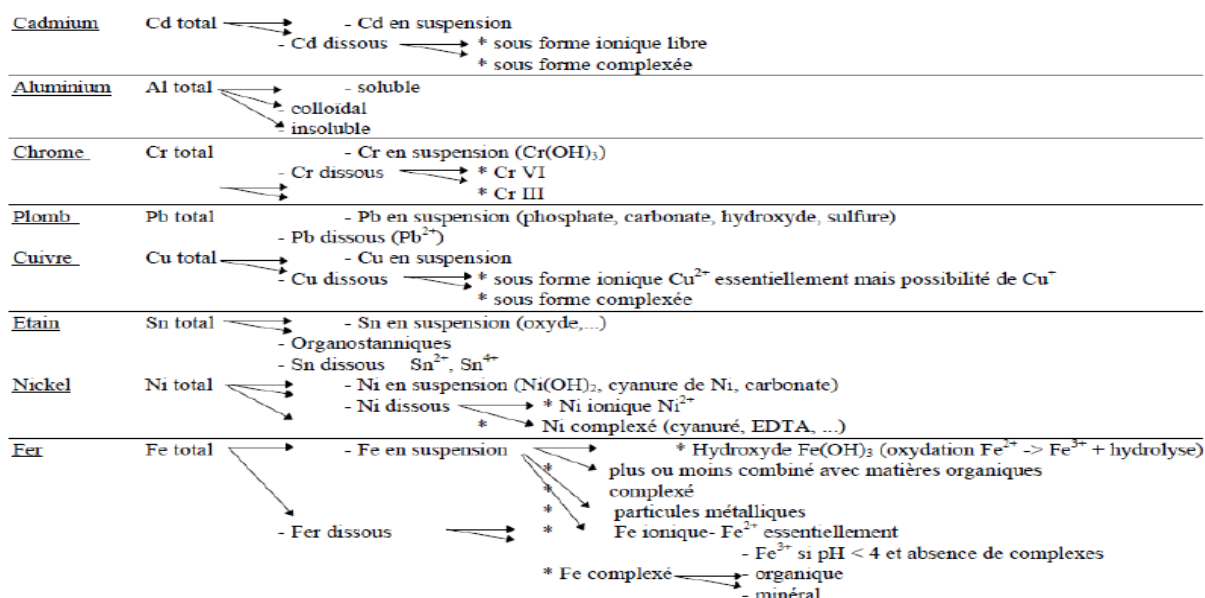 Cadmium Cd total - Cd en suspension
- Cd dissous * sous forme ionique libre
* sous forme complexée
Aluminium Al total - soluble
- colloïdal
- insoluble
Chrome Cr total - Cr en suspension (Cr(OH)₃)
- Cr dissous * Cr VI
* Cr III
Plomb Pb total - Pb en suspension (phosphate, carbonate, hydroxyde, sulfure)
- Pb dissous (Pb²⁺)
Cuivre Cu total - Cu en suspension
- Cu dissous * sous forme ionique Cu²⁺ essentiellement mais possibilité de Cu⁺
* sous forme complexée
Etain Sn total - Sn en suspension (oxyde,...)
- Organostanniques
- Sn dissous Sn²⁺, Sn⁴⁺
Nickel Ni total - Ni en suspension (Ni(OH)₂, cyanure de Ni, carbonate)
- Ni dissous * Ni ionique Ni²⁺
* Ni complexé (cyanuré, EDTA, ...)
Fer Fe total - Fe en suspension * Hydroxyde Fe(OH)₃ (oxydation Fe²⁺ -> Fe³⁺ + hydrolyse)
* plus ou moins combiné avec matières organiques
* complexé
* particules métalliques
- Fer dissous * Fe ionique- Fe²⁺ essentiellement
- Fe³⁺ si pH < 4 et absence de complexes
* Fe complexé - organique
- minéral